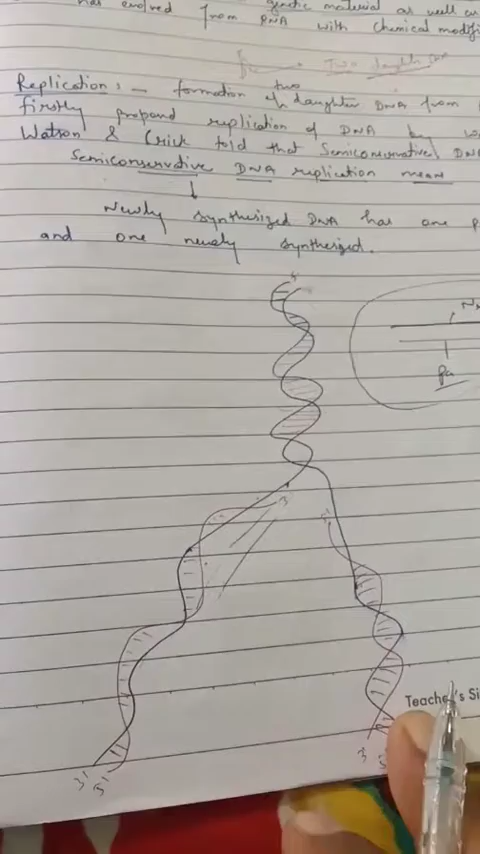 has evolved from RNA with chemical modifi
Replication : - formation of two daughter DNA from
firstly propand replication of DNA by W
Watson & Crick told that Semiconservative DNA
Semiconservative DNA replication mean
↓
Newly synthesized DNA has one P
and one newly synthesized.
3
5'
3'
5'
3
5
Teacher's Si